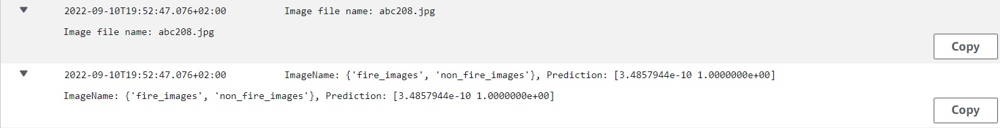 2022-09-10T19:52:47.076+02:00 Image file name: abc208.jpg
Image file name: abc208.jpg
Copy
2022-09-10T19:52:47.076+02:00 ImageName: {'fire_images', 'non_fire_images'}, Prediction: [3.4857944e-10 1.0000000e+00]
ImageName: {'fire_images', 'non_fire_images'}, Prediction: [3.4857944e-10 1.0000000e+00]
Copy